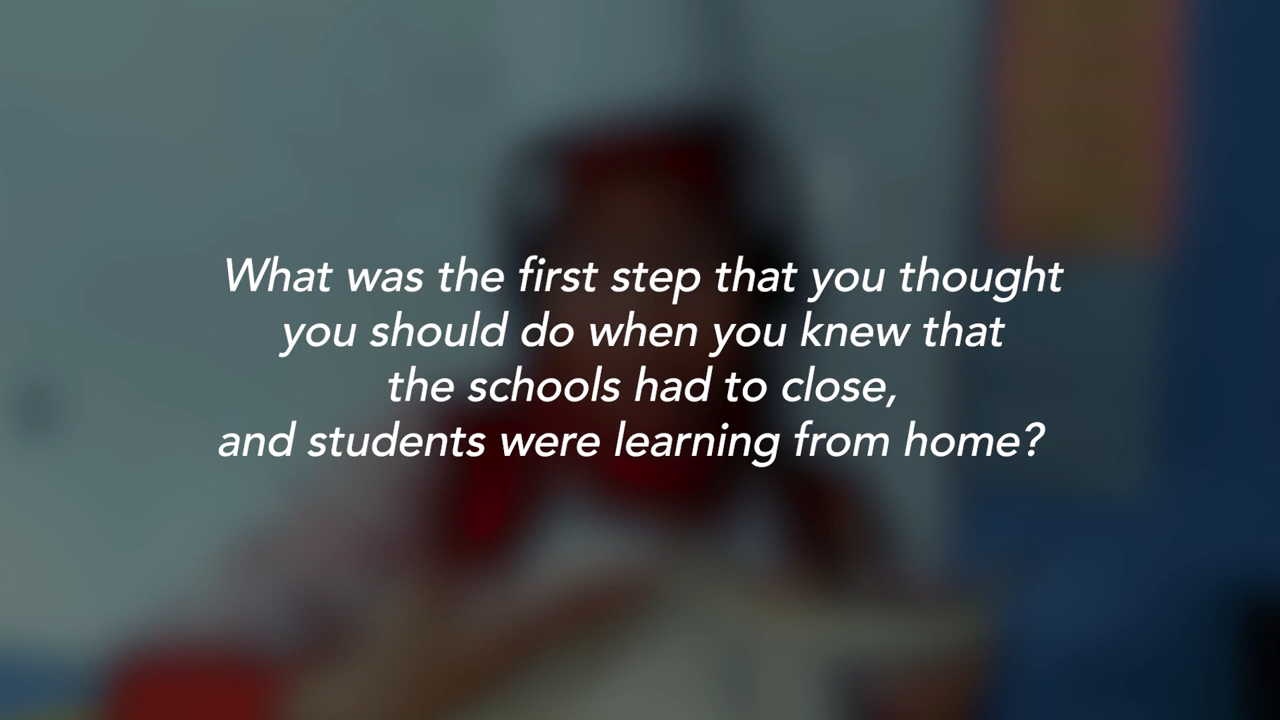 What was the first step that you thought
you should do when you knew that
the schools had to close,
and students were learning from home?